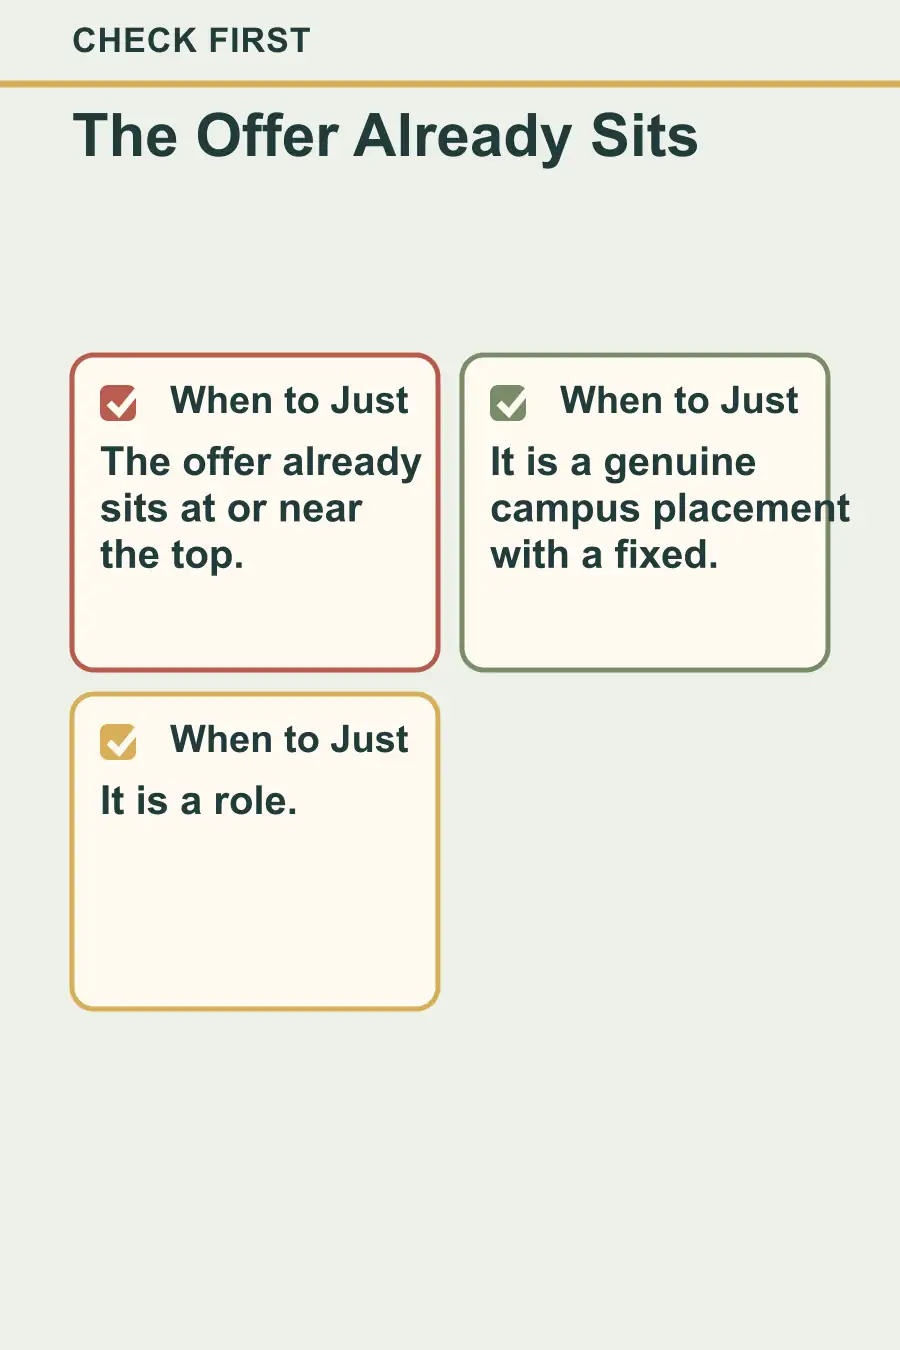 CHECK FIRST
The Offer Already Sits
When to Just
The offer already
sits at or near
the top.
When to Just
It is a genuine
campus placement
with a fixed.
When to Just
It is a role.